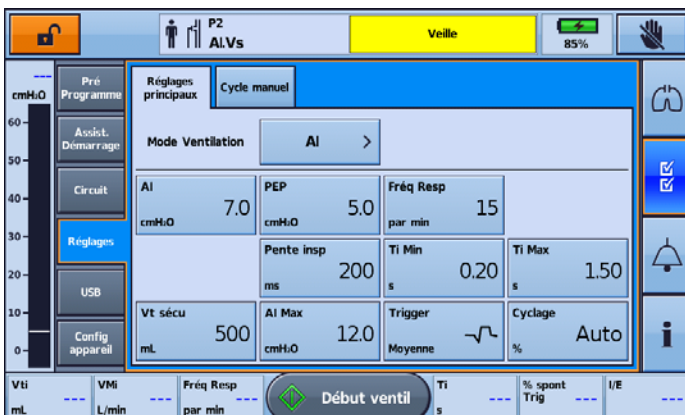 P2
AI.Vs
Veille
85%
---
cmH₂O
60
50
40
30
20
10
0
Pré
Programme
Assist.
Démarrage
Circuit
Réglages
USB
Config
appareil
Réglages
principaux
Cycle manuel
Mode Ventilation
AI >
AI
7.0
cmH₂O
PEP
5.0
cmH₂O
Fréq Resp
15
par min
Pente insp
200
ms
Ti Min
0.20
s
Ti Max
1.50
s
Vt sécu
500
mL
AI Max
12.0
cmH₂O
Trigger
Moyenne
Cyclage
Auto
%
i
Vti
---
mL
VMi
---
L/min
Fréq Resp
---
par min
Début ventil
Ti
---
s
% spont
Trig ---
I/E
---